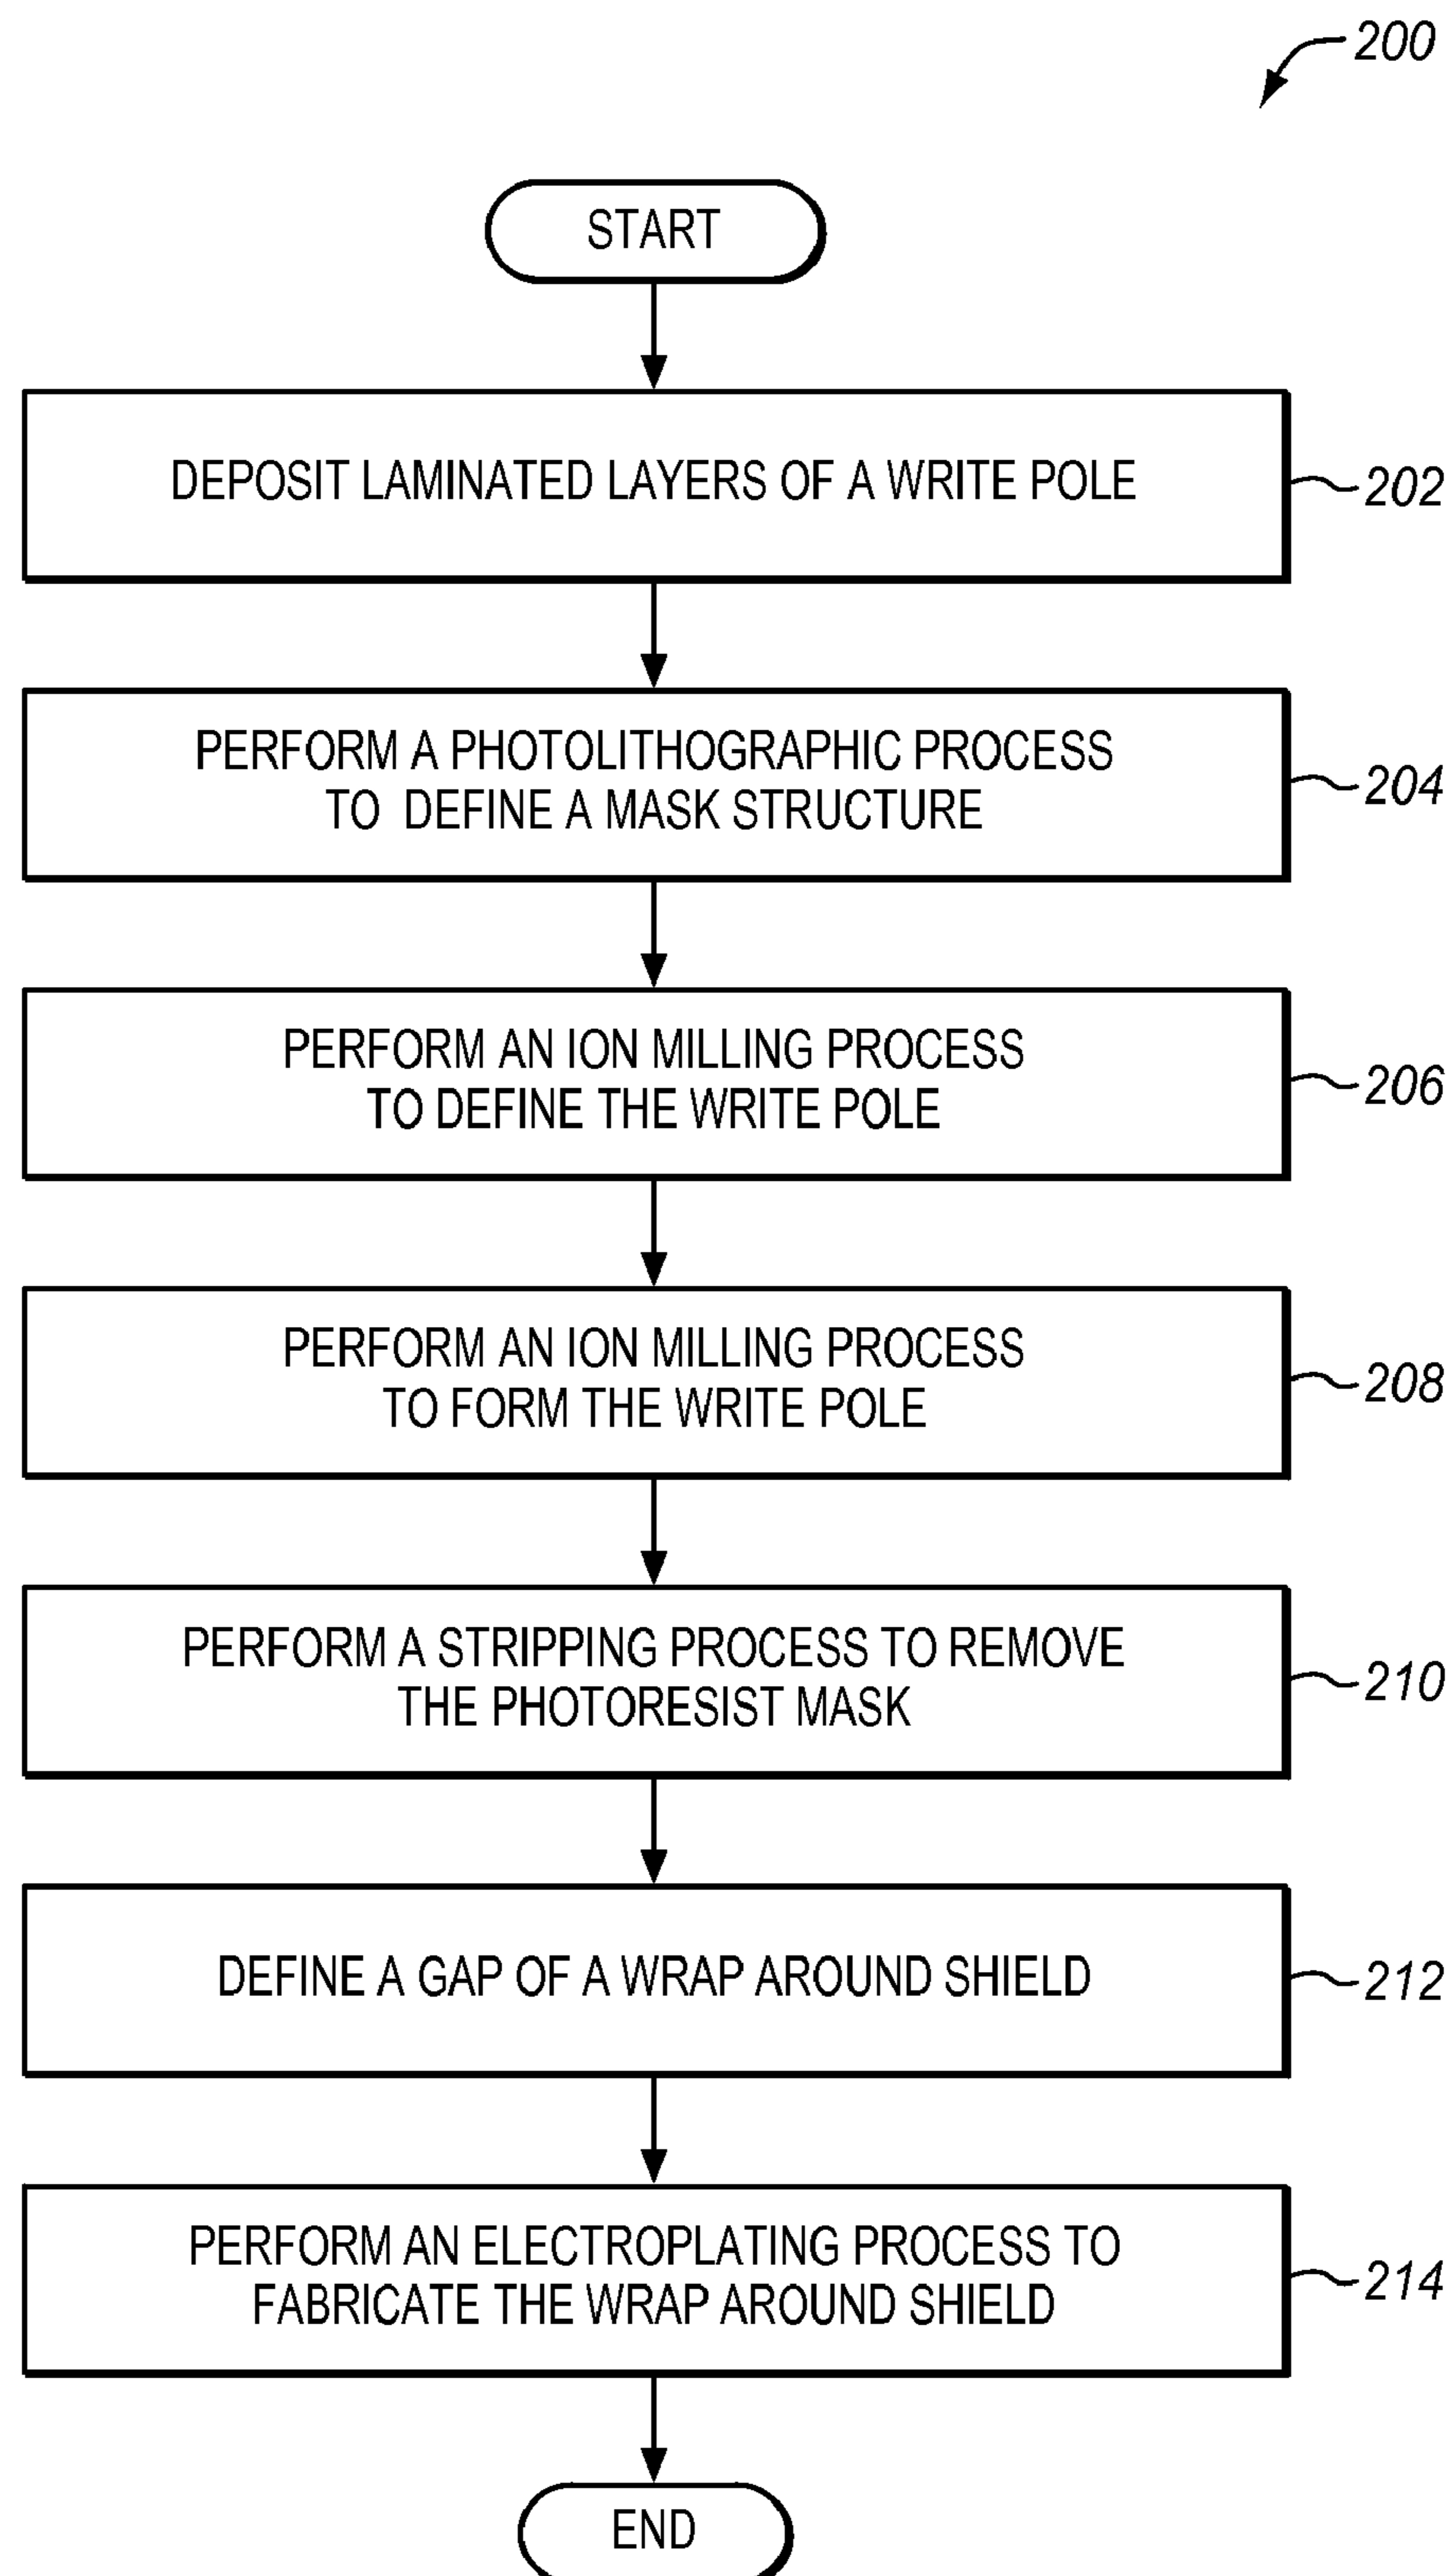 200
START
DEPOSIT LAMINATED LAYERS OF A WRITE POLE
202
PERFORM A PHOTOLITHOGRAPHIC PROCESS
TO DEFINE A MASK STRUCTURE
204
PERFORM AN ION MILLING PROCESS
TO DEFINE THE WRITE POLE
206
PERFORM AN ION MILLING PROCESS
TO FORM THE WRITE POLE
208
PERFORM A STRIPPING PROCESS TO REMOVE
THE PHOTORESIST MASK
210
DEFINE A GAP OF A WRAP AROUND SHIELD
212
PERFORM AN ELECTROPLATING PROCESS TO
FABRICATE THE WRAP AROUND SHIELD
214
END